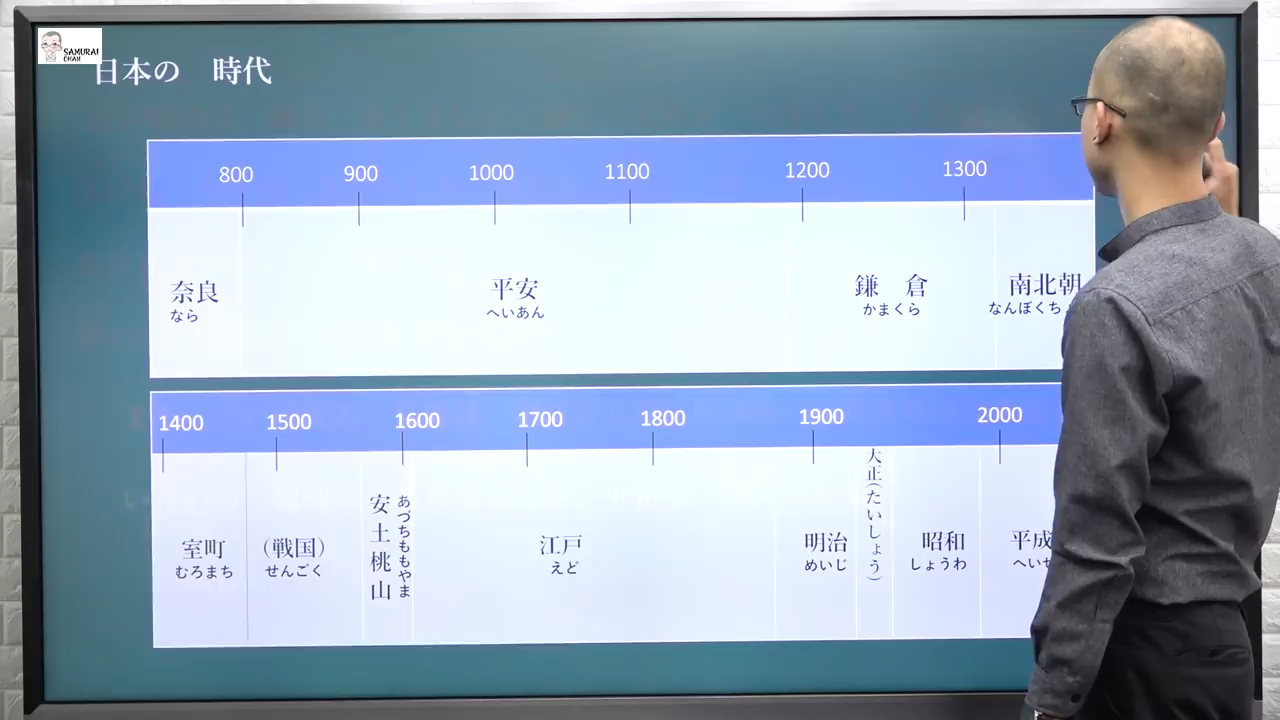 SAMURAI
CHAN
日本の 時代
800 900 1000 1100 1200 1300
奈良 平安 鎌 倉 南北朝
なら へいあん かまくら なんぼくち
1400 1500 1600 1700 1800 1900 2000
室町 (戦国) 安土桃山 江戸 明治 大正(たいしょう) 昭和 平成
むろまち せんごく あづちももやま えど めいじ しょうわ へいせ